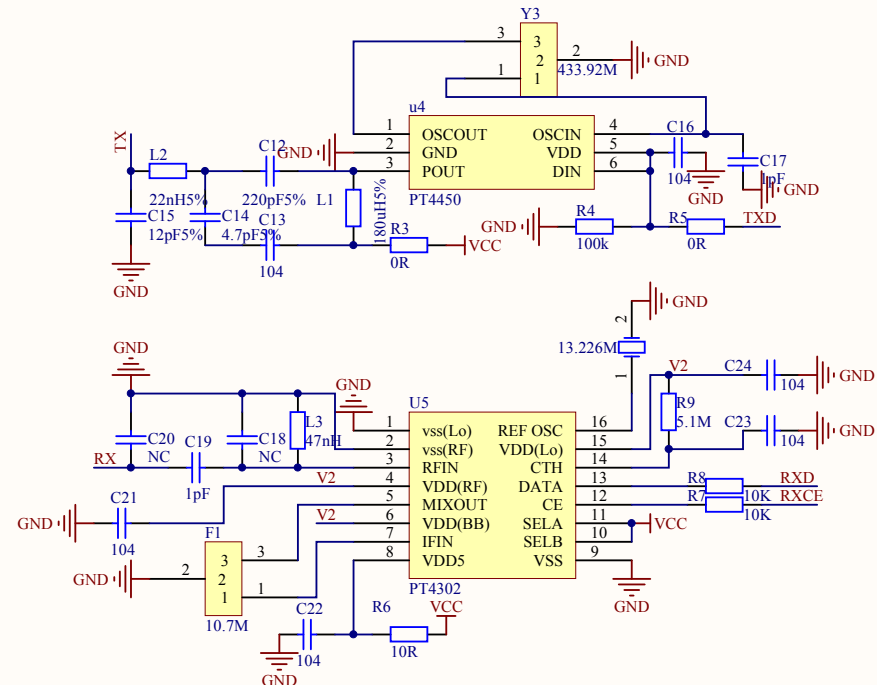 Y3
3
3
2
2
GND
1
1
433.92M
u4
1
OSCOUT
OSCIN
4
C16
2
GND
VDD
5
3
POUT
DIN
6
PT4450
104
GND
C17
1pF
GND
TX
L2
C12
GND
22nH5%
220pF5%
L1
180uH5%
C15
C14
C13
12pF5%
4.7pF5%
104
GND
R3
VCC
0R
GND
R4
100k
R5
TXD
0R
GND
2
13.226M
1
V2
C24
104
GND
R9
5.1M
C23
104
GND
GND
GND
U5
C20
NC
C19
1pF
C18
NC
L3
47nH
RX
1
vss(Lo)
REF OSC
16
2
vss(RF)
VDD(Lo)
15
3
RFIN
CTH
14
V2
4
VDD(RF)
DATA
13
R8
RXD
10K
5
MIXOUT
CE
12
R7
RXCE
10K
V2
6
VDD(BB)
SELA
11
VCC
7
IFIN
SELB
10
8
VDD5
VSS
9
PT4302
GND
C21
GND
104
F1
3
3
GND
2
2
1
1
10.7M
C22
104
GND
R6
VCC
10R